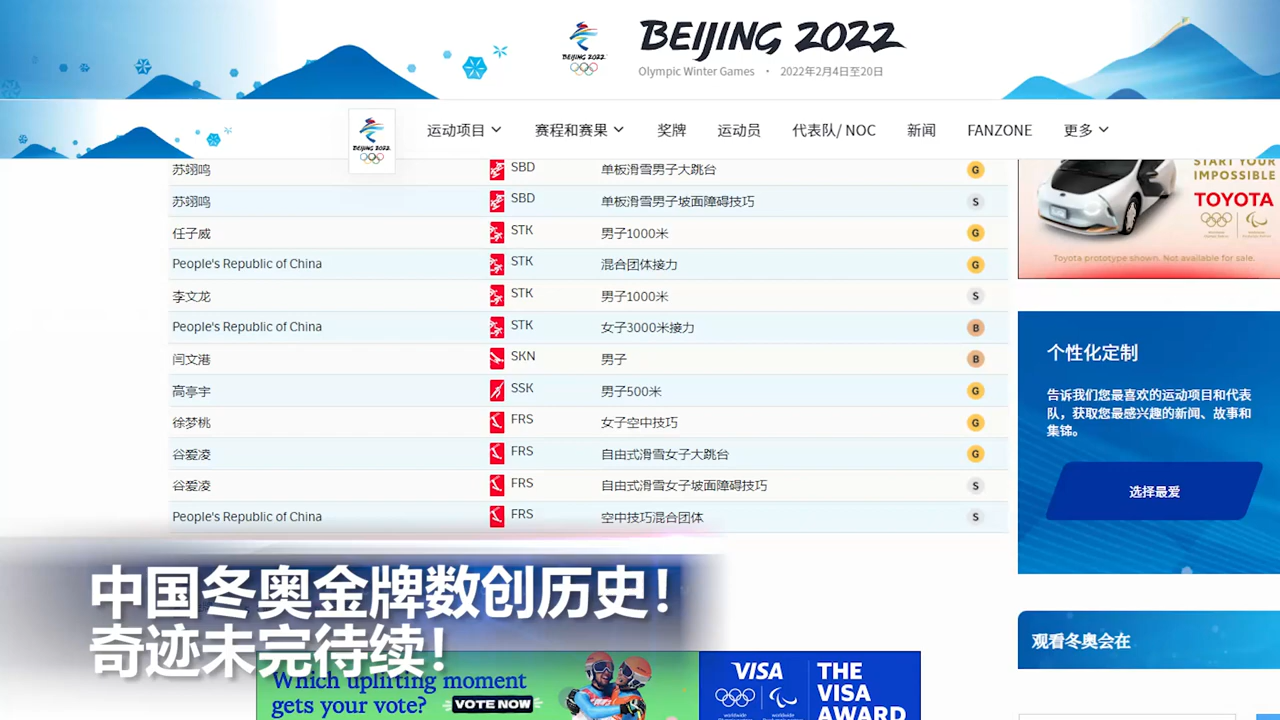 BEIJING 2022
BEIJING 2022
Olympic Winter Games • 2022年2月4日至20日
BEIJING 2022
运动项目 赛程和赛果 奖牌 运动员 代表队/ NOC 新闻 FANZONE 更多
苏翊鸣 SBD 单板滑雪男子大跳台 G
苏翊鸣 SBD 单板滑雪男子坡面障碍技巧 S
任子威 STK 男子1000米 G
People's Republic of China STK 混合团体接力 G
李文龙 STK 男子1000米 S
People's Republic of China STK 女子3000米接力 B
闫文港 SKN 男子 B
高亭宇 SSK 男子500米 G
徐梦桃 FRS 女子空中技巧 G
谷爱凌 FRS 自由式滑雪女子大跳台 G
谷爱凌 FRS 自由式滑雪女子坡面障碍技巧 S
People's Republic of China FRS 空中技巧混合团体 S
START YOUR
IMPOSSIBLE
TOYOTA
Toyota prototype shown. Not available for sale.
个性化定制
告诉我们您最喜欢的运动项目和代表
队，获取您最感兴趣的新闻、故事和
集锦。
选择最爱
观看冬奥会在
中国冬奥金牌数创历史！
奇迹未完待续！
Which uplifting moment
gets your vote?
VOTE NOW
VISA
THE
VISA
AWARD